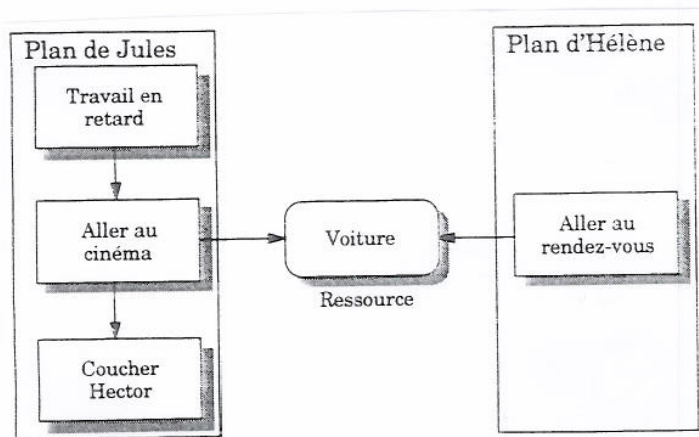 Plan de Jules
Travail en
retard
Aller au
cinéma
Coucher
Hector
Voiture
Ressource
Plan d'Hélène
Aller au
rendez-vous